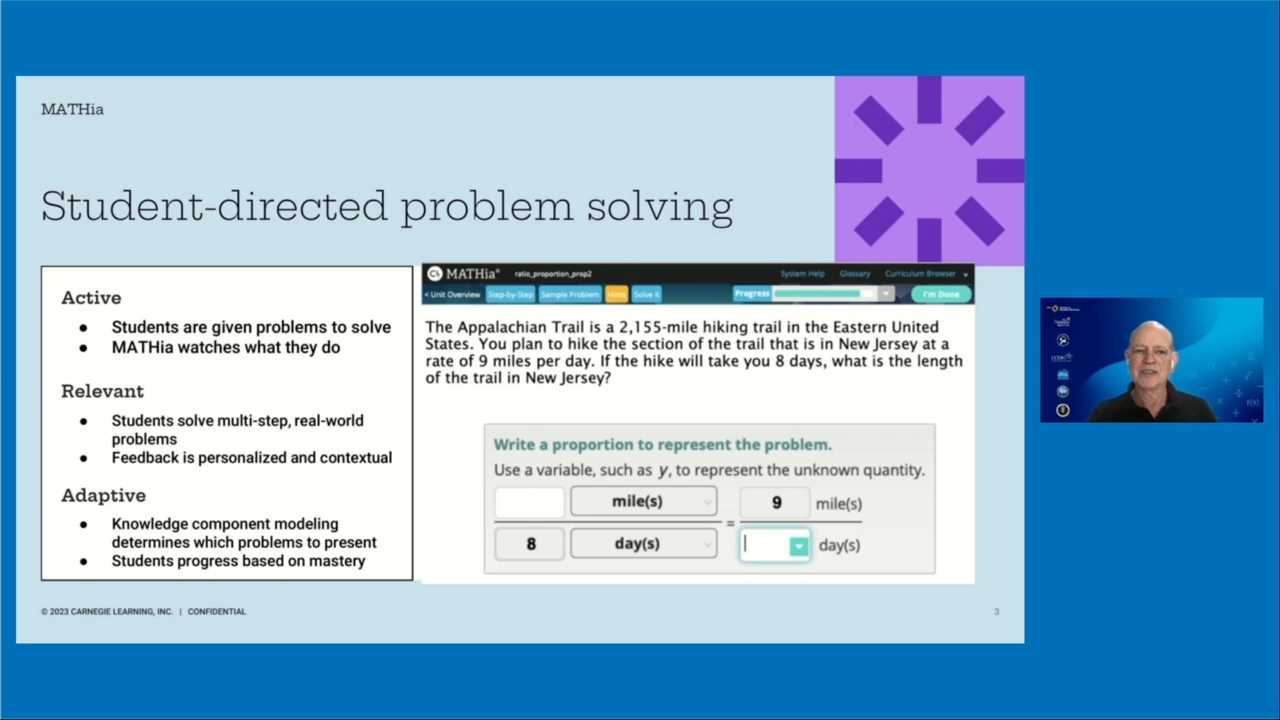 MATHia
Student-directed problem solving
Active
● Students are given problems to solve
● MATHia watches what they do
Relevant
● Students solve multi-step, real-world
problems
● Feedback is personalized and contextual
Adaptive
● Knowledge component modeling
determines which problems to present
● Students progress based on mastery
MATHia® ratio_proportion_prop2 System Help Glossary Curriculum Browser
< Unit Overview Step-by-Step Sample Problem Hints Solve It Progress I'm Done
The Appalachian Trail is a 2,155-mile hiking trail in the Eastern United
States. You plan to hike the section of the trail that is in New Jersey at a
rate of 9 miles per day. If the hike will take you 8 days, what is the length
of the trail in New Jersey?
Write a proportion to represent the problem.
Use a variable, such as y, to represent the unknown quantity.
mile(s) = 9 mile(s)
8 day(s) day(s)
© 2023 CARNEGIE LEARNING, INC. | CONFIDENTIAL
3